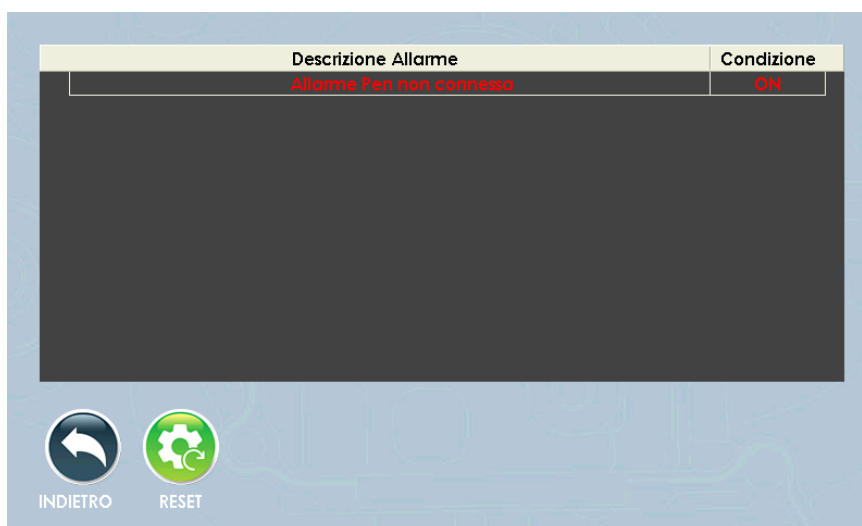 Descrizione Allarme Condizione
Allarme Pen non connessa ON
INDIETRO RESET